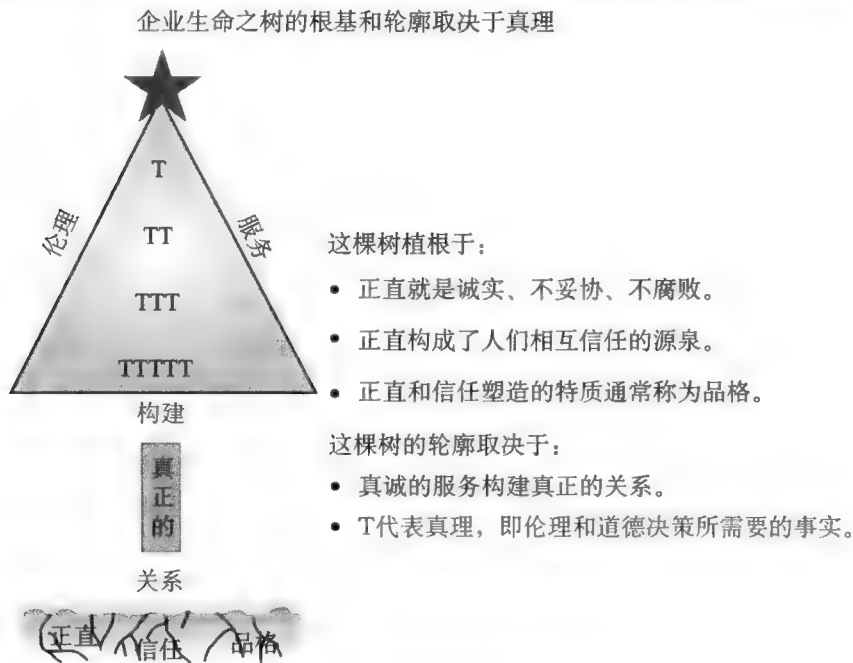 企业生命之树的根基和轮廓取决于真理
T
伦理
服务
TT
TTT
TTTTT
构建
真正的
关系
正直
信任
品格
这棵树植根于：
• 正直就是诚实、不妥协、不腐败。
• 正直构成了人们相互信任的源泉。
• 正直和信任塑造的特质通常称为品格。
这棵树的轮廓取决于：
• 真诚的服务构建真正的关系。
• T代表真理，即伦理和道德决策所需要的事实。